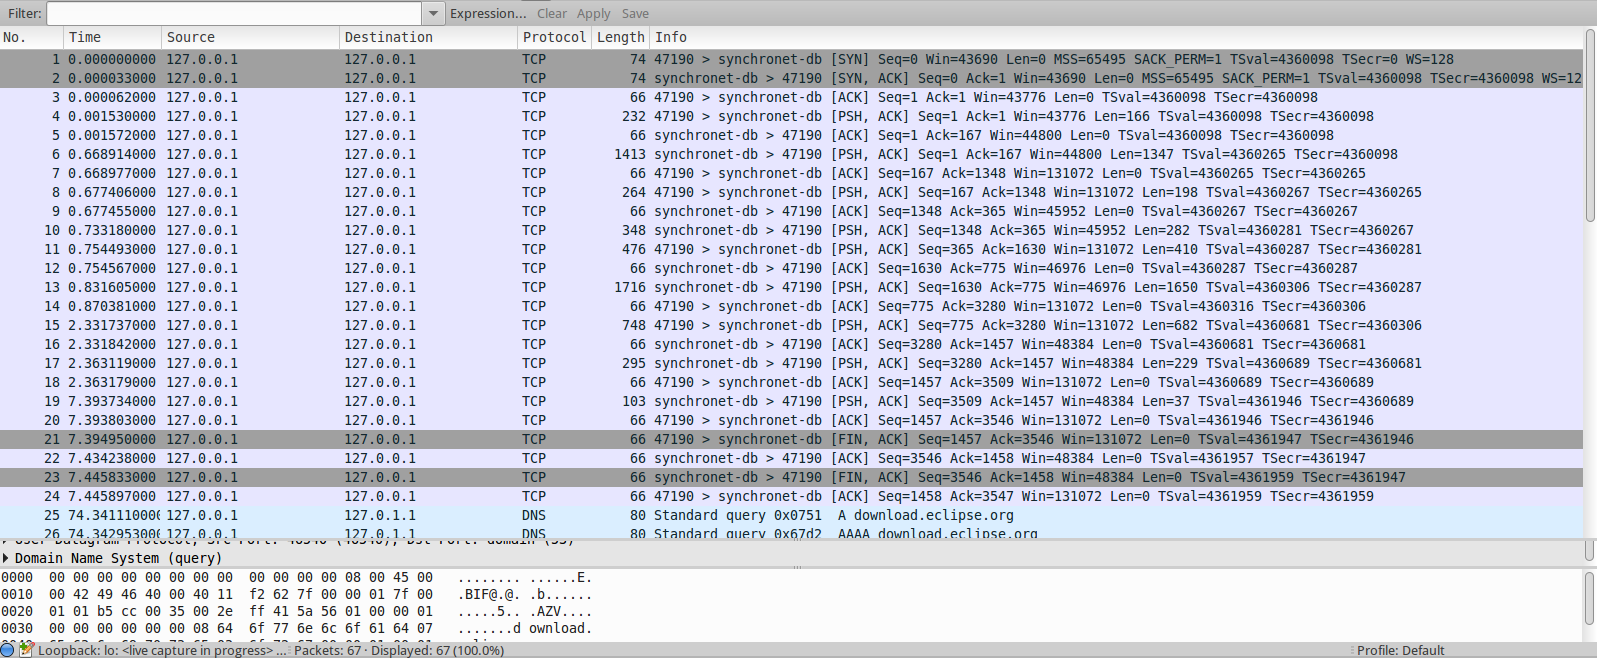 Filter: Expression... Clear Apply Save
No. Time Source Destination Protocol Length Info
1 0.000000000 127.0.0.1 127.0.0.1 TCP 74 47190 > synchronet-db [SYN] Seq=0 Win=43690 Len=0 MSS=65495 SACK_PERM=1 TSval=4360098 TSecr=0 WS=128
2 0.000033000 127.0.0.1 127.0.0.1 TCP 74 synchronet-db > 47190 [SYN, ACK] Seq=0 Ack=1 Win=43690 Len=0 MSS=65495 SACK_PERM=1 TSval=4360098 TSecr=4360098 WS=12
3 0.000062000 127.0.0.1 127.0.0.1 TCP 66 47190 > synchronet-db [ACK] Seq=1 Ack=1 Win=43776 Len=0 TSval=4360098 TSecr=4360098
4 0.001530000 127.0.0.1 127.0.0.1 TCP 232 47190 > synchronet-db [PSH, ACK] Seq=1 Ack=1 Win=43776 Len=166 TSval=4360098 TSecr=4360098
5 0.001572000 127.0.0.1 127.0.0.1 TCP 66 synchronet-db > 47190 [ACK] Seq=1 Ack=167 Win=44800 Len=0 TSval=4360098 TSecr=4360098
6 0.668914000 127.0.0.1 127.0.0.1 TCP 1413 synchronet-db > 47190 [PSH, ACK] Seq=1 Ack=167 Win=44800 Len=1347 TSval=4360265 TSecr=4360098
7 0.668977000 127.0.0.1 127.0.0.1 TCP 66 47190 > synchronet-db [ACK] Seq=167 Ack=1348 Win=131072 Len=0 TSval=4360265 TSecr=4360265
8 0.677406000 127.0.0.1 127.0.0.1 TCP 264 47190 > synchronet-db [PSH, ACK] Seq=167 Ack=1348 Win=131072 Len=198 TSval=4360267 TSecr=4360265
9 0.677455000 127.0.0.1 127.0.0.1 TCP 66 synchronet-db > 47190 [ACK] Seq=1348 Ack=365 Win=45952 Len=0 TSval=4360267 TSecr=4360267
10 0.733180000 127.0.0.1 127.0.0.1 TCP 348 synchronet-db > 47190 [PSH, ACK] Seq=1348 Ack=365 Win=45952 Len=282 TSval=4360281 TSecr=4360267
11 0.754493000 127.0.0.1 127.0.0.1 TCP 476 47190 > synchronet-db [PSH, ACK] Seq=365 Ack=1630 Win=131072 Len=410 TSval=4360287 TSecr=4360281
12 0.754567000 127.0.0.1 127.0.0.1 TCP 66 synchronet-db > 47190 [ACK] Seq=1630 Ack=775 Win=46976 Len=0 TSval=4360287 TSecr=4360287
13 0.831605000 127.0.0.1 127.0.0.1 TCP 1716 synchronet-db > 47190 [PSH, ACK] Seq=1630 Ack=775 Win=46976 Len=1650 TSval=4360306 TSecr=4360287
14 0.870381000 127.0.0.1 127.0.0.1 TCP 66 47190 > synchronet-db [ACK] Seq=775 Ack=3280 Win=131072 Len=0 TSval=4360316 TSecr=4360306
15 2.331737000 127.0.0.1 127.0.0.1 TCP 748 47190 > synchronet-db [PSH, ACK] Seq=775 Ack=3280 Win=131072 Len=682 TSval=4360681 TSecr=4360306
16 2.331842000 127.0.0.1 127.0.0.1 TCP 66 synchronet-db > 47190 [ACK] Seq=3280 Ack=1457 Win=48384 Len=0 TSval=4360681 TSecr=4360681
17 2.363119000 127.0.0.1 127.0.0.1 TCP 295 synchronet-db > 47190 [PSH, ACK] Seq=3280 Ack=1457 Win=48384 Len=229 TSval=4360689 TSecr=4360681
18 2.363179000 127.0.0.1 127.0.0.1 TCP 66 47190 > synchronet-db [ACK] Seq=1457 Ack=3509 Win=131072 Len=0 TSval=4360689 TSecr=4360689
19 7.393734000 127.0.0.1 127.0.0.1 TCP 103 synchronet-db > 47190 [PSH, ACK] Seq=3509 Ack=1457 Win=48384 Len=37 TSval=4361946 TSecr=4360689
20 7.393803000 127.0.0.1 127.0.0.1 TCP 66 47190 > synchronet-db [ACK] Seq=1457 Ack=3546 Win=131072 Len=0 TSval=4361946 TSecr=4361946
21 7.394950000 127.0.0.1 127.0.0.1 TCP 66 47190 > synchronet-db [FIN, ACK] Seq=1457 Ack=3546 Win=131072 Len=0 TSval=4361947 TSecr=4361946
22 7.434238000 127.0.0.1 127.0.0.1 TCP 66 synchronet-db > 47190 [ACK] Seq=3546 Ack=1458 Win=48384 Len=0 TSval=4361957 TSecr=4361947
23 7.445833000 127.0.0.1 127.0.0.1 TCP 66 synchronet-db > 47190 [FIN, ACK] Seq=3546 Ack=1458 Win=48384 Len=0 TSval=4361959 TSecr=4361947
24 7.445897000 127.0.0.1 127.0.0.1 TCP 66 47190 > synchronet-db [ACK] Seq=1458 Ack=3547 Win=131072 Len=0 TSval=4361959 TSecr=4361959
25 74.341110000 127.0.0.1 127.0.1.1 DNS 80 Standard query 0x0751 A download.eclipse.org
26 74.342953000 127.0.0.1 127.0.1.1 DNS 80 Standard query 0x67d2 AAAA download.eclipse.org
Domain Name System (query)
0000 00 00 00 00 00 00 00 00 00 00 00 00 08 00 45 00 ........ ......E.
0010 00 42 49 46 40 00 40 11 f2 62 7f 00 00 01 7f 00 .BIF@.@. .b......
0020 01 01 b5 cc 00 35 00 2e ff 41 5a 56 01 00 00 01 .....5.. .AZV....
0030 00 00 00 00 00 00 08 64 6f 77 6e 6c 6f 61 64 07 .......d ownload.
Loopback: lo: <live capture in progress> ... Packets: 67 · Displayed: 67 (100.0%) Profile: Default